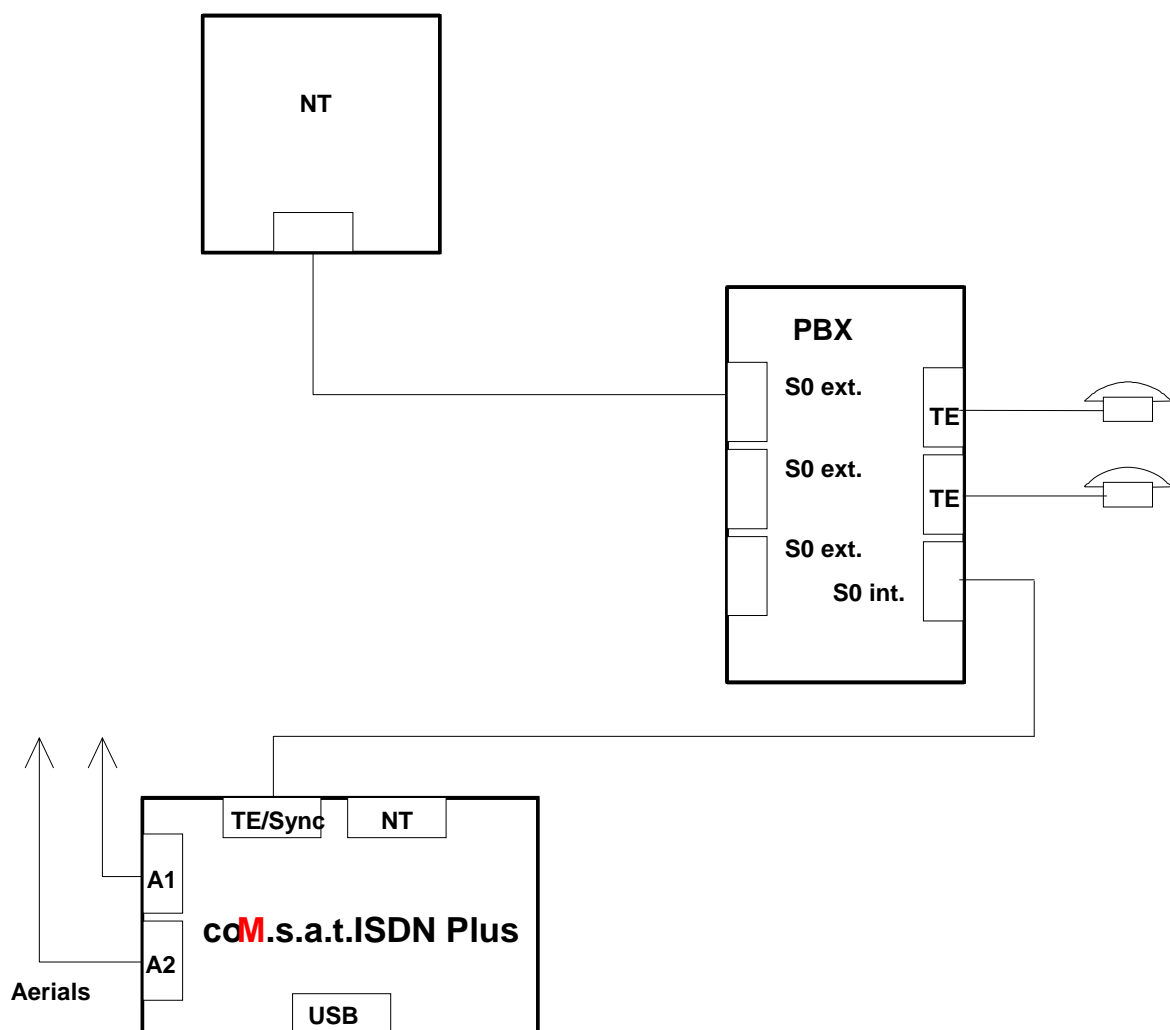 NT
PBX
S0 ext.
TE
S0 ext.
TE
S0 ext.
S0 int.
TE/Sync
NT
A1
coM.s.a.t.ISDN Plus
A2
Aerials
USB